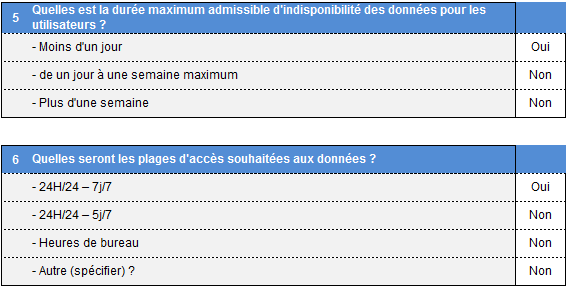 5 Quelles est la durée maximum admissible d'indisponibilité des données pour les
utilisateurs ?
- Moins d'un jour Oui
- de un jour à une semaine maximum Non
- Plus d'une semaine Non
6 Quelles seront les plages d'accès souhaitées aux données ?
- 24H/24 – 7j/7 Oui
- 24H/24 – 5j/7 Non
- Heures de bureau Non
- Autre (spécifier) ? Non